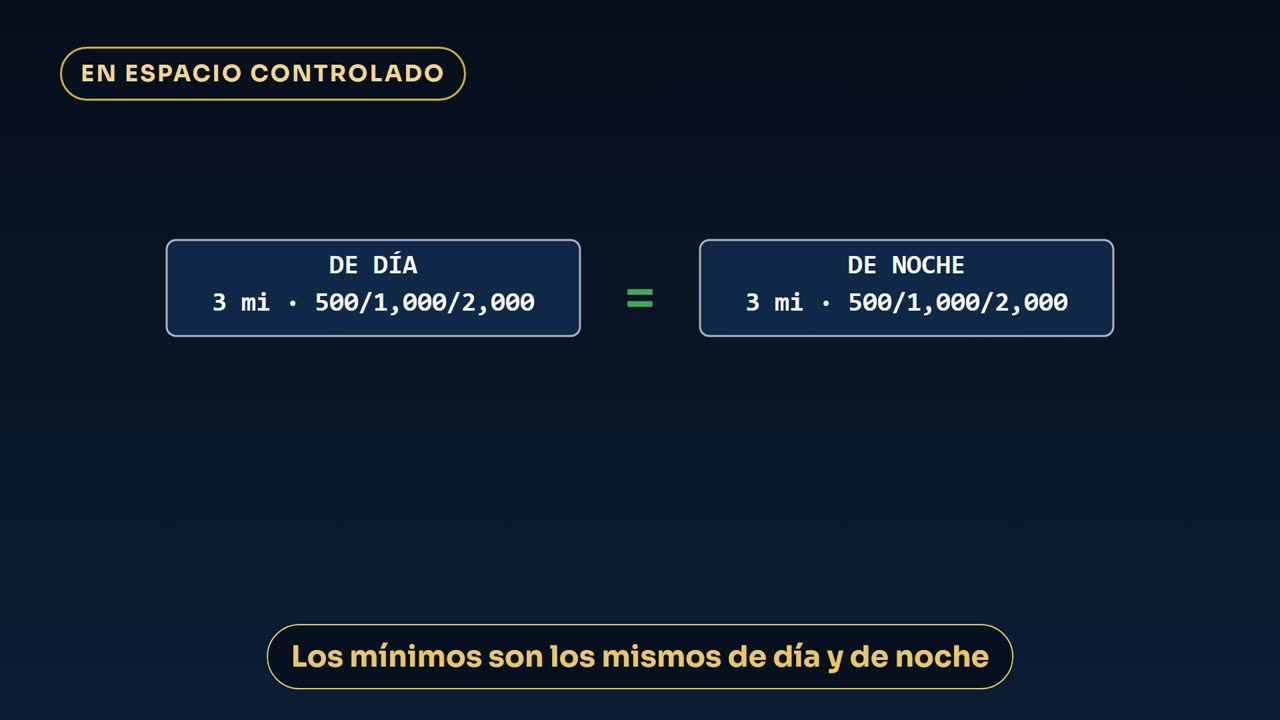 EN ESPACIO CONTROLADO
DE DÍA
3 mi · 500/1,000/2,000
=
DE NOCHE
3 mi · 500/1,000/2,000
Los mínimos son los mismos de día y de noche